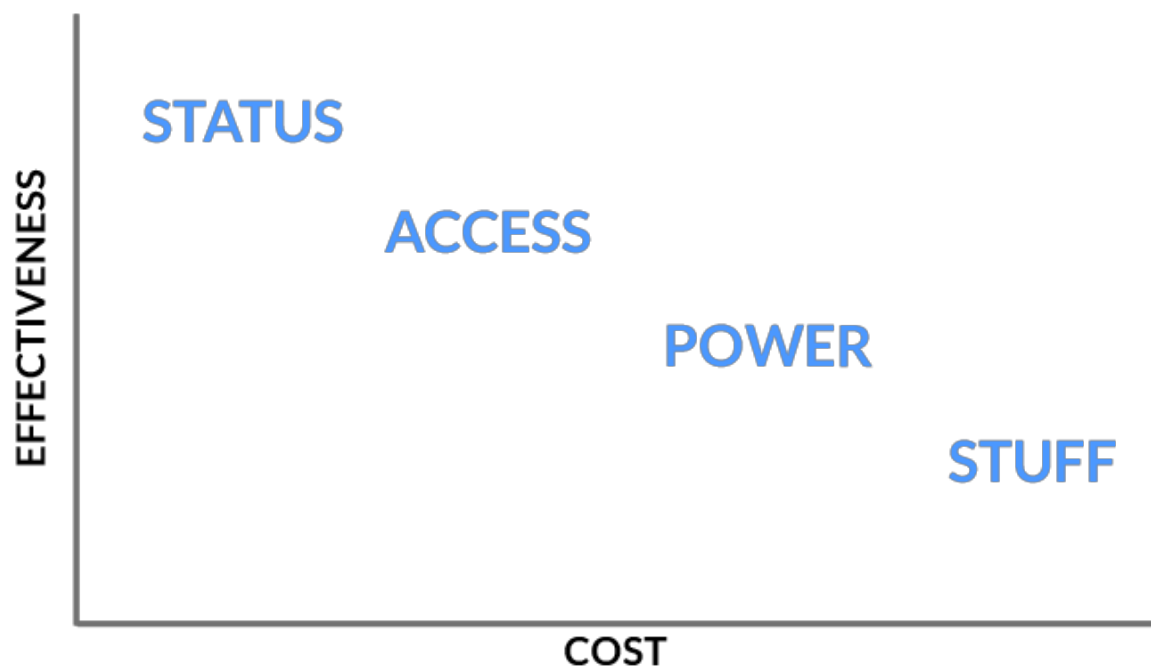 STATUS
ACCESS
POWER
STUFF
EFFECTIVENESS
COST